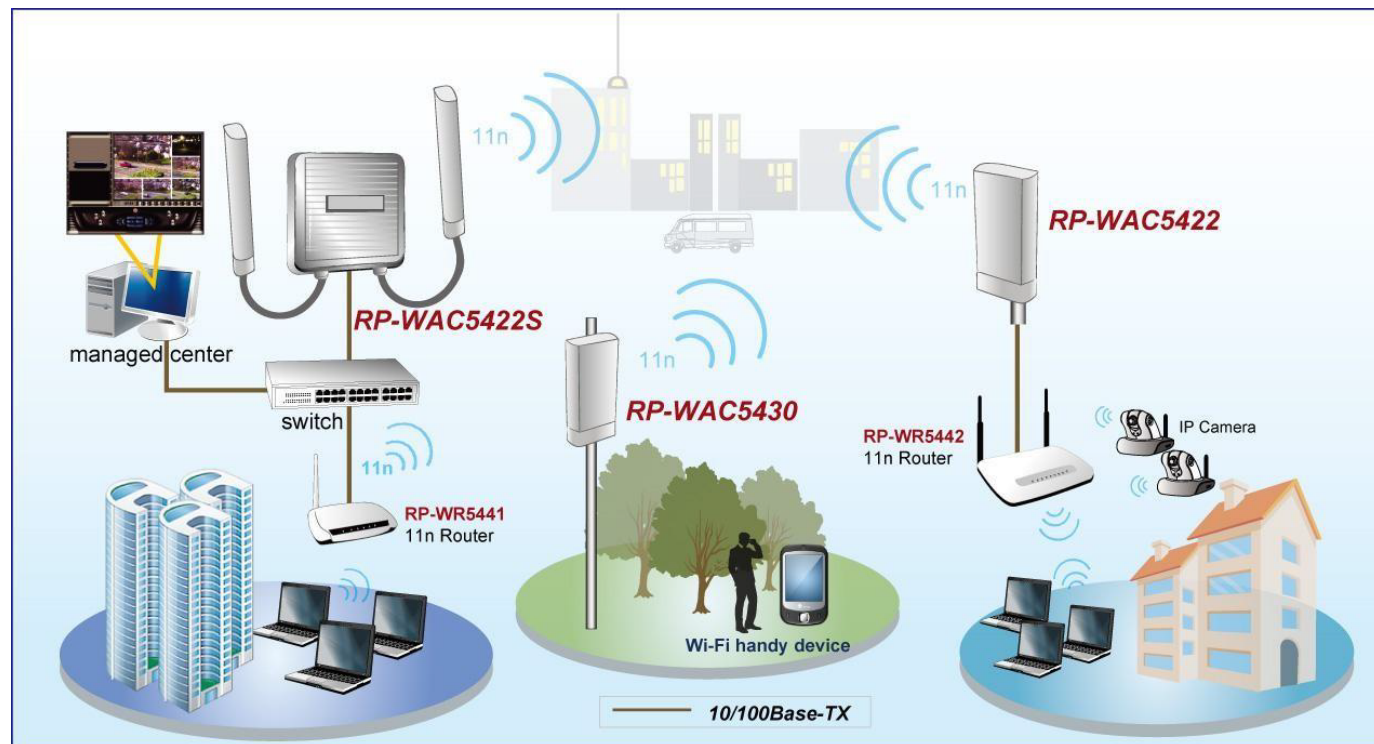 11n
11n
RP-WAC5422
RP-WAC5422S
managed center
11n
switch
RP-WAC5430
RP-WR5442
11n Router
IP Camera
11n
RP-WR5441
11n Router
Wi-Fi handy device
10/100Base-TX